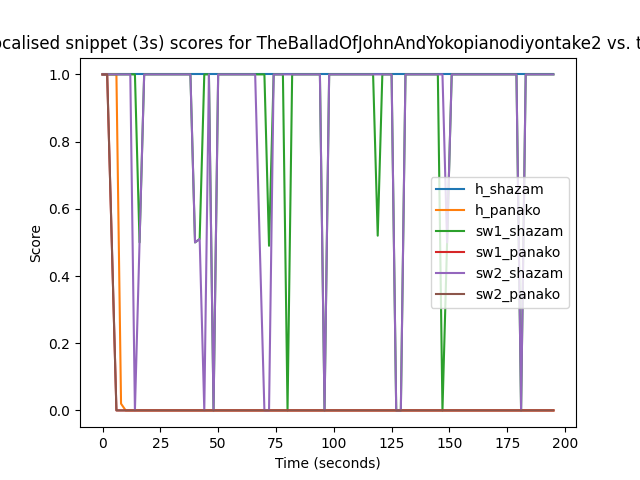 ocalised snippet (3s) scores for TheBalladOfJohnAndYokopianodiyontake2 vs. t
1.0
0.8
0.6
0.4
0.2
0.0
Score
h_shazam
h_panako
sw1_shazam
sw1_panako
sw2_shazam
sw2_panako
0
25
50
75
100
125
150
175
200
Time (seconds)